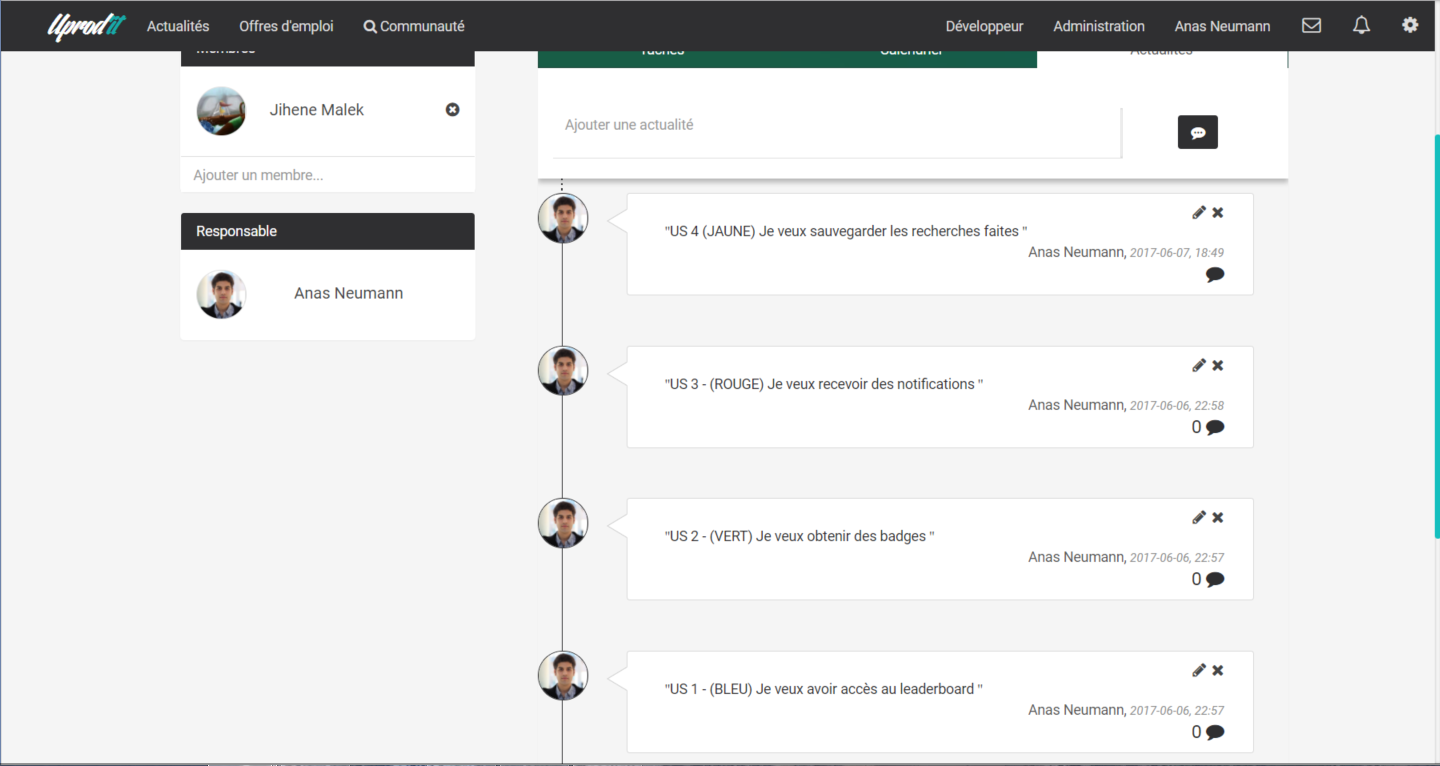 Uprodit Actualités Offres d'emploi Communauté Développeur Administration Anas Neumann
Membres
Tâches Calendrier Actualités
Jihene Malek
Ajouter un membre...
Ajouter une actualité
Responsable
Anas Neumann
"US 4 (JAUNE) Je veux sauvegarder les recherches faites "
Anas Neumann, 2017-06-07, 18:49
"US 3 - (ROUGE) Je veux recevoir des notifications "
Anas Neumann, 2017-06-06, 22:58
0
"US 2 - (VERT) Je veux obtenir des badges "
Anas Neumann, 2017-06-06, 22:57
0
"US 1 - (BLEU) Je veux avoir accès au leaderboard "
Anas Neumann, 2017-06-06, 22:57
0